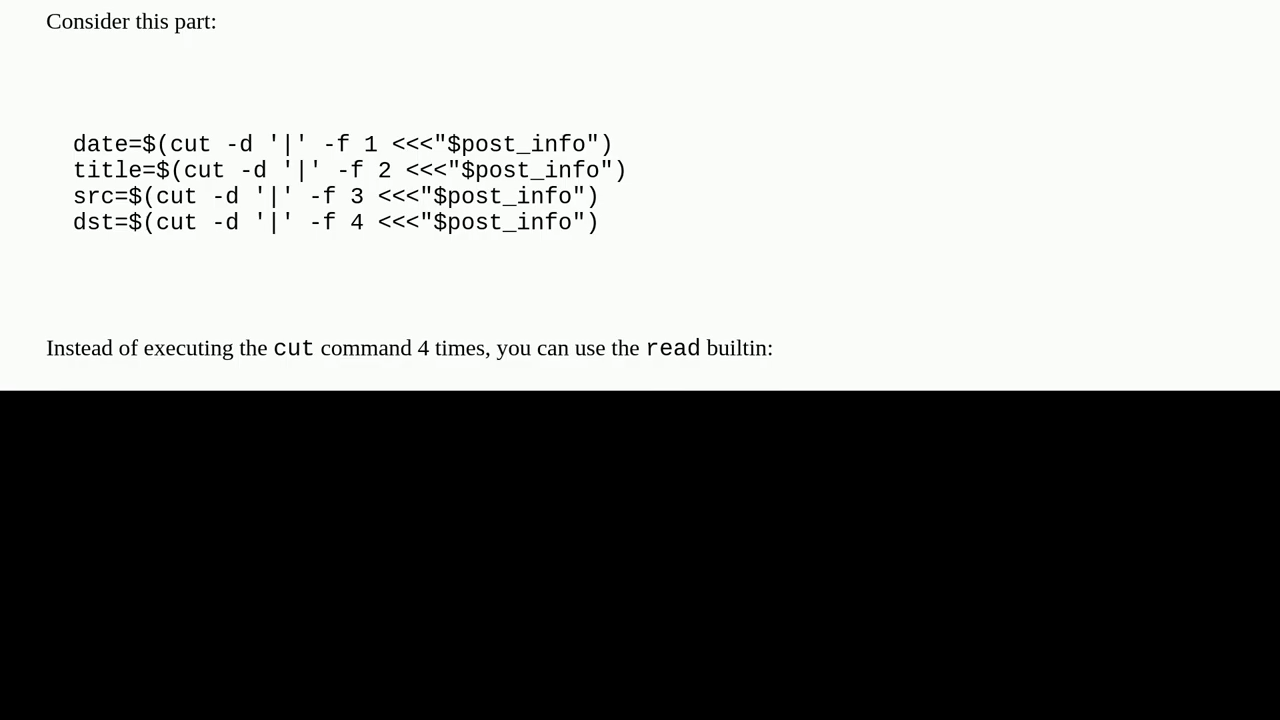 Consider this part:
date=$(cut -d '|' -f 1 <<<"$post_info")
title=$(cut -d '|' -f 2 <<<"$post_info")
src=$(cut -d '|' -f 3 <<<"$post_info")
dst=$(cut -d '|' -f 4 <<<"$post_info")
Instead of executing the cut command 4 times, you can use the read builtin: